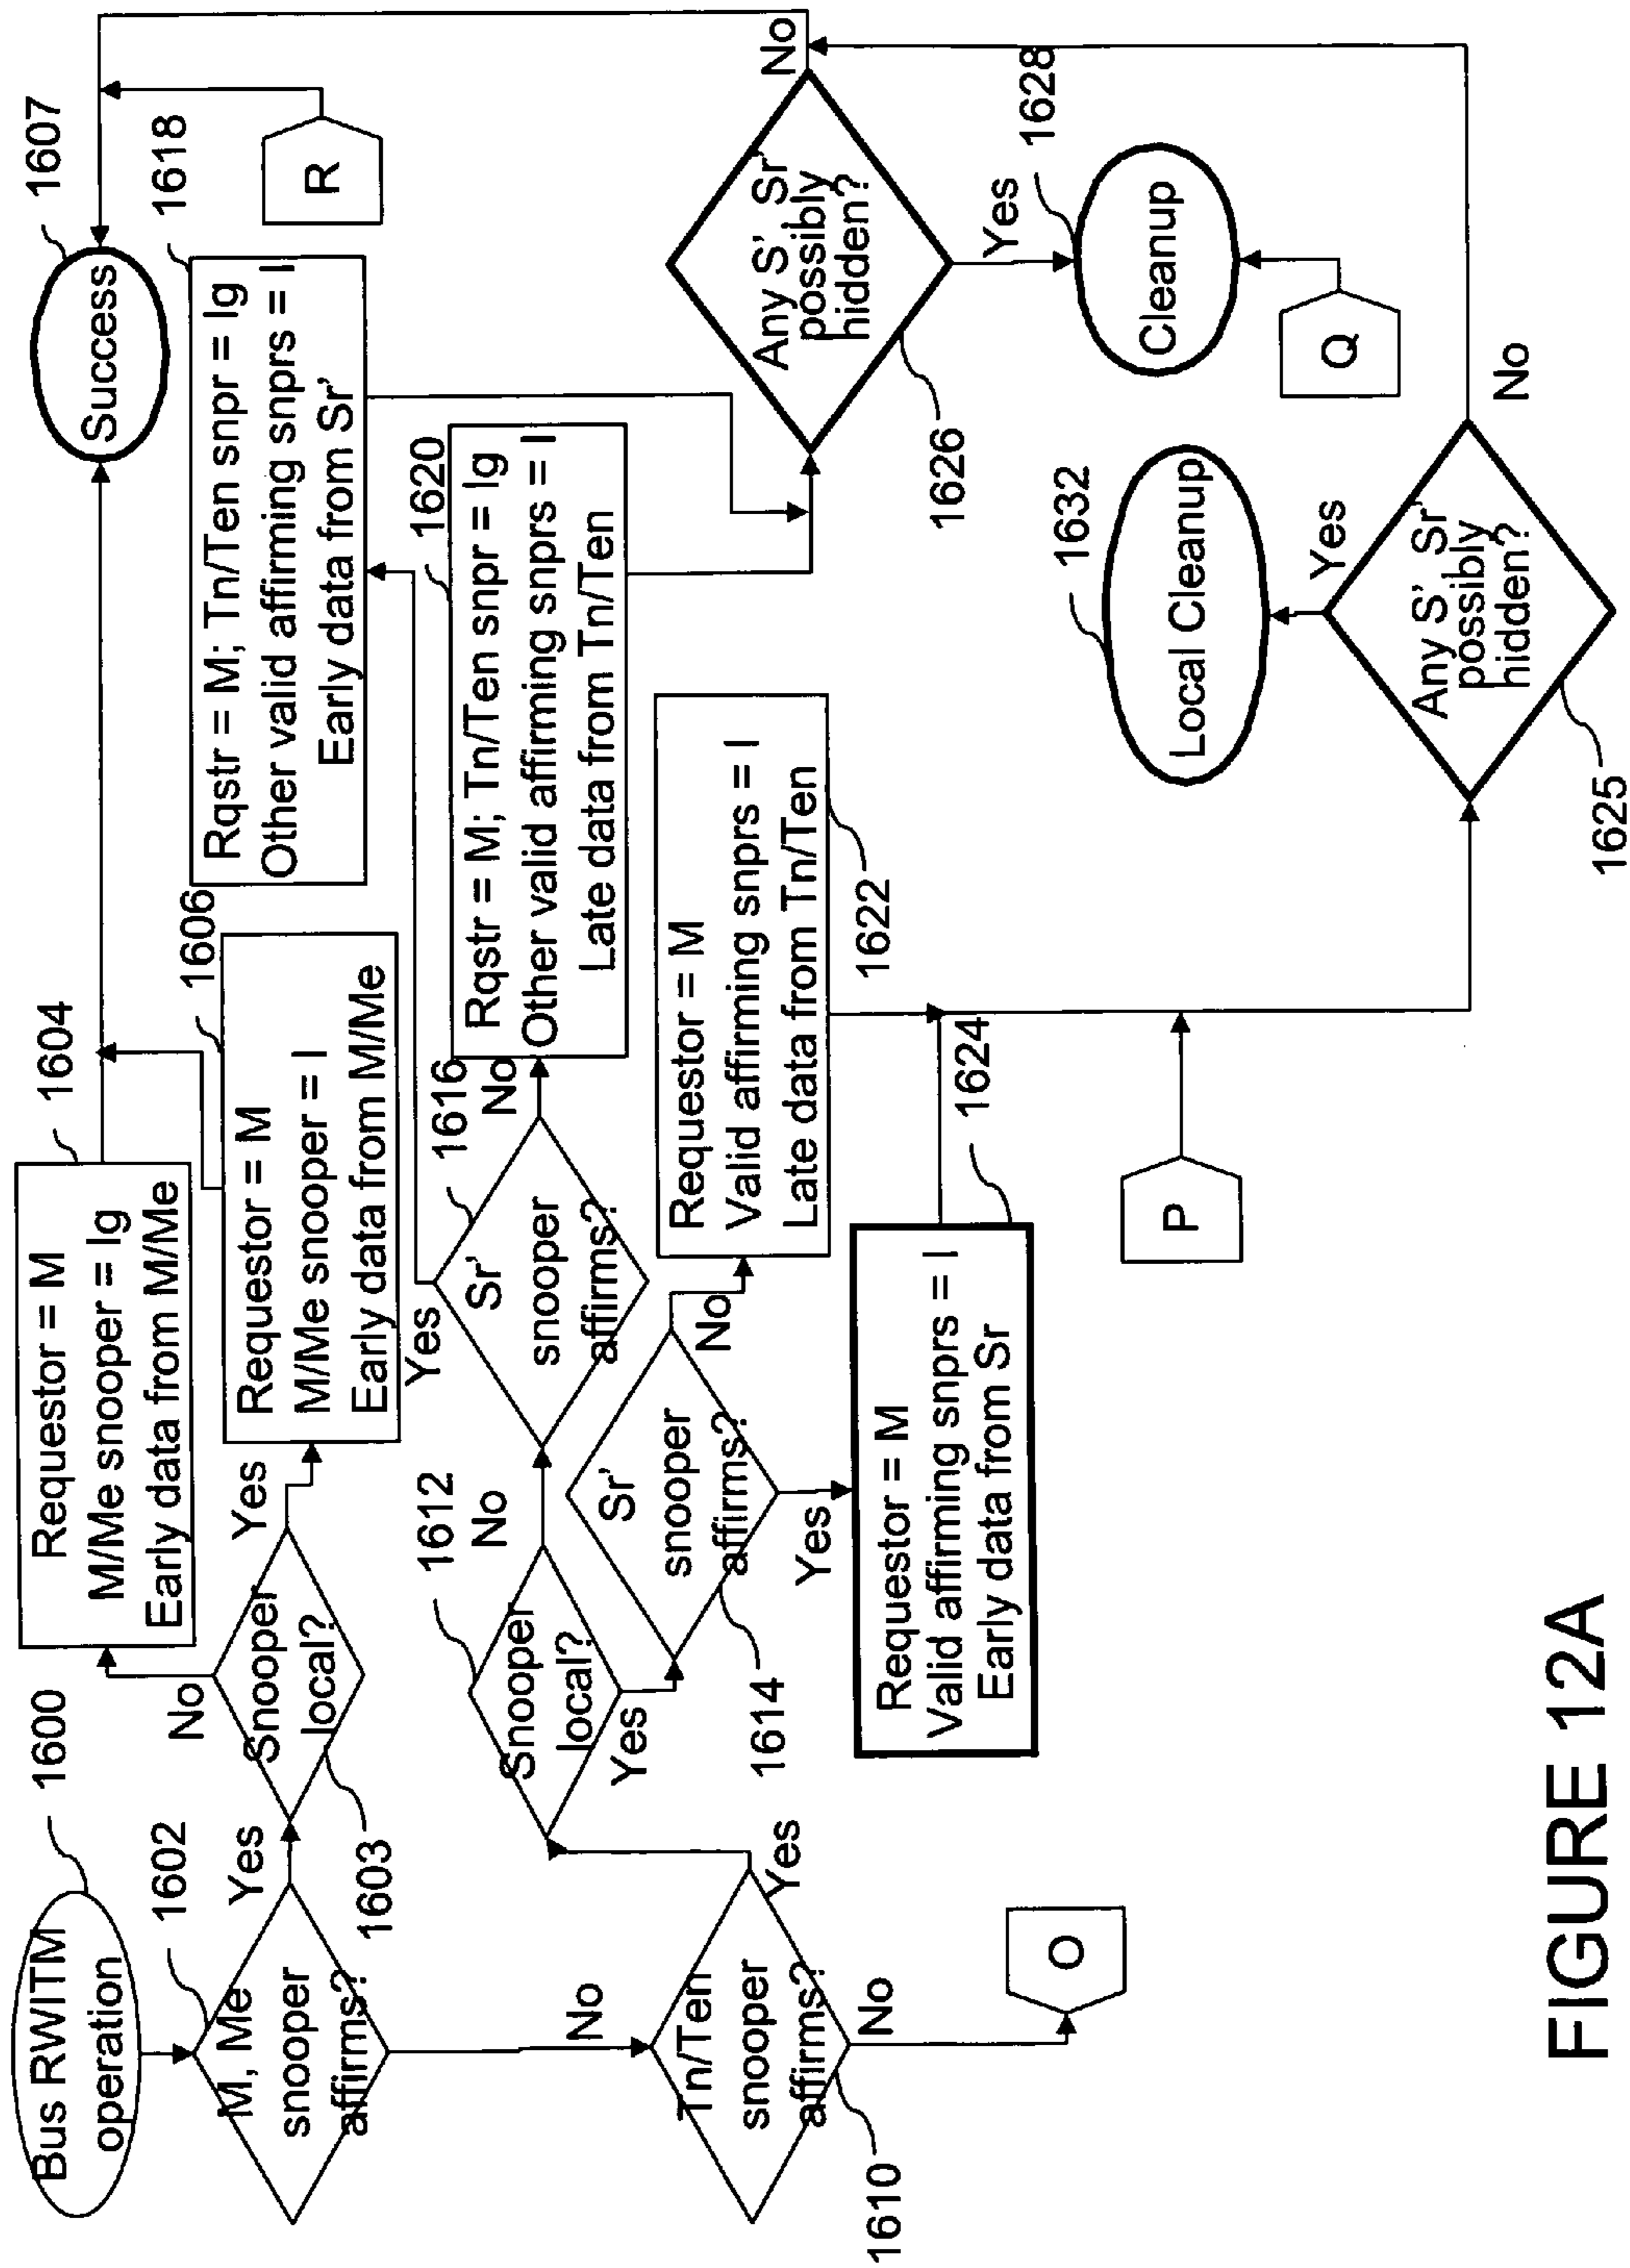 Bus RWITM
operation
1600
M, Me
snooper
affirms?
1602
Yes
No
Snooper
local?
1603
No
Yes
Requestor = M
M/Me snooper = Ig
Early data from M/Me
1604
Requestor = M
M/Me snooper = I
Early data from M/Me
1606
Success
1607
R
Tn/Ten
snooper
affirms?
1610
Yes
No
O
Snooper
local?
1612
No
Yes
Sr'
snooper
affirms?
1614
No
Yes
Sr'
snooper
affirms?
1616
Yes
No
Rqstr = M; Tn/Ten snpr = Ig
Other valid affirming snprs = I
Early data from Sr'
1618
Rqstr = M; Tn/Ten snpr = Ig
Other valid affirming snprs = I
Late data from Tn/Ten
1620
Requestor = M
Valid affirming snprs = I
Late data from Tn/Ten
1622
Requestor = M
Valid affirming snprs = I
Early data from Sr
1624
P
Any S' Sr'
possibly
hidden?
1626
No
Yes
Cleanup
1628
Q
Any S' Sr'
possibly
hidden?
1625
Yes
No
Local Cleanup
1632
FIGURE 12A